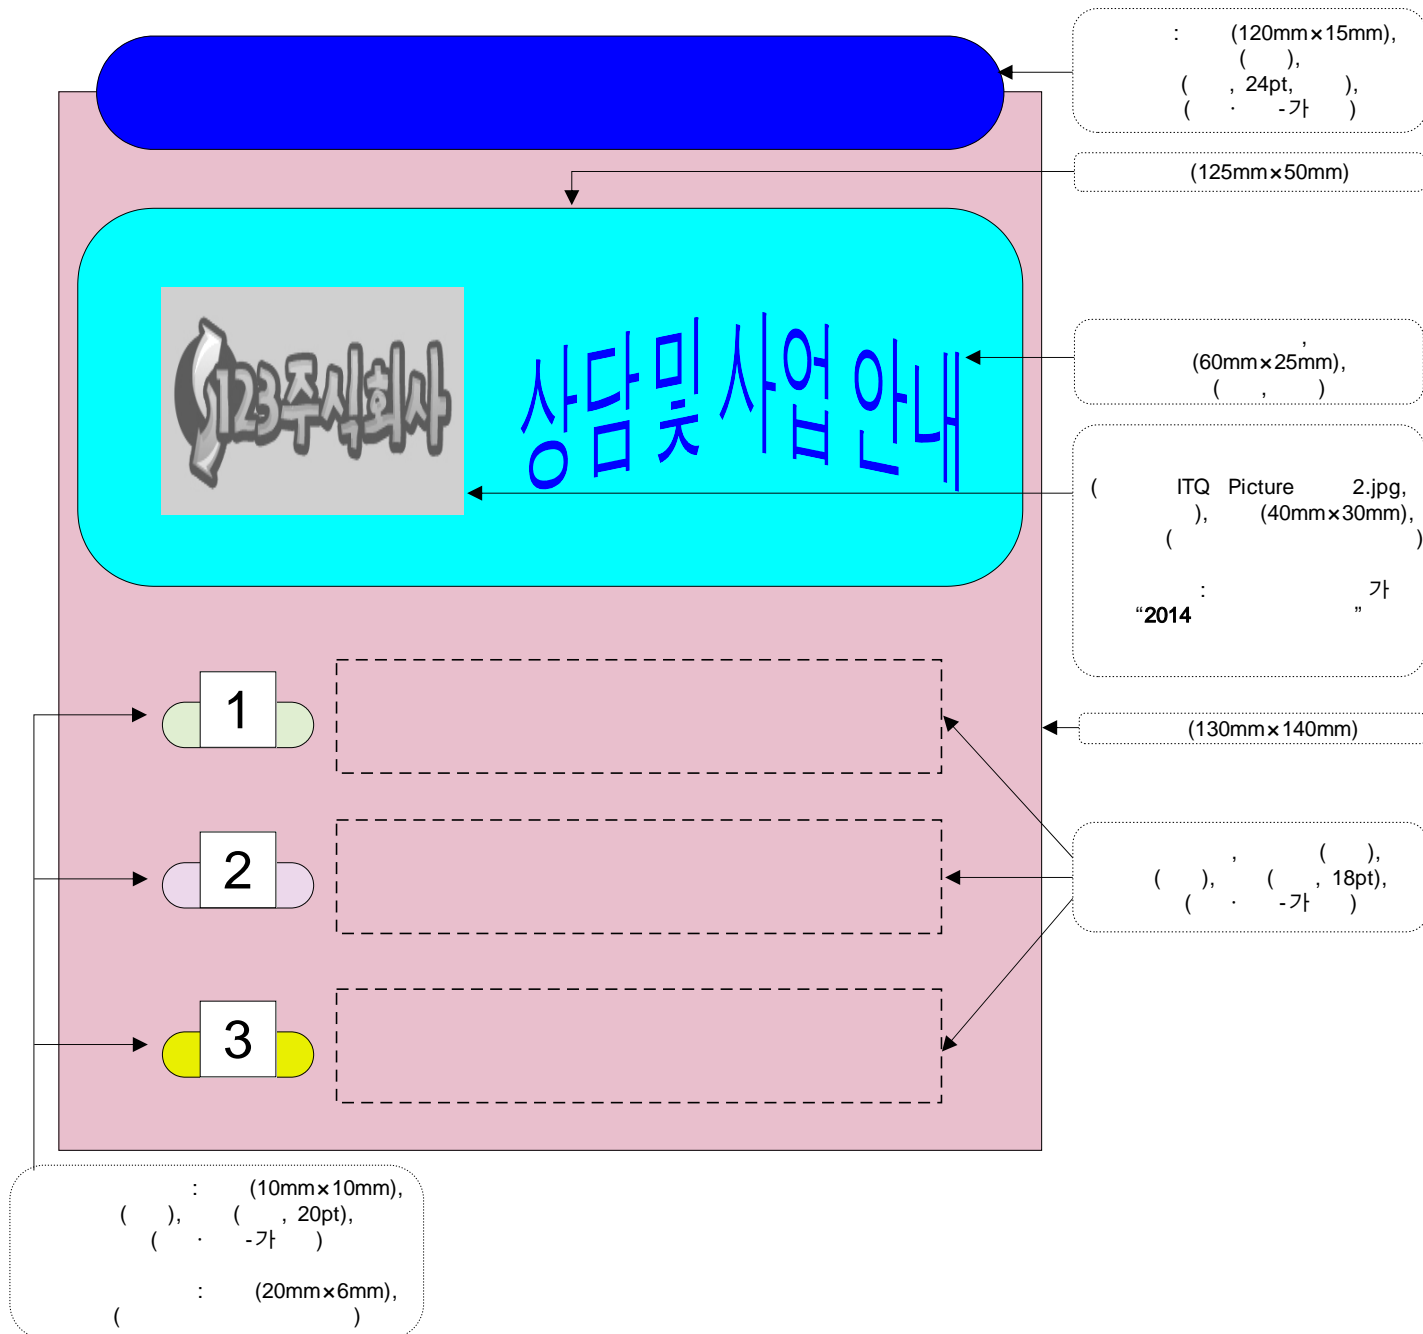 : (120mm×15mm),
( ),
( , 24pt, ),
( · -가 )
(125mm×50mm)
123주식회사
상담 및 사업 안내
,
(60mm×25mm),
( , )
( ITQ Picture 2.jpg,
), (40mm×30mm),
( )
: 가
“2014 ”
1
(130mm×140mm)
2
, ( ),
( ), ( , 18pt),
( · -가 )
3
: (10mm×10mm),
( ), ( , 20pt),
( · -가 )
: (20mm×6mm),
( )